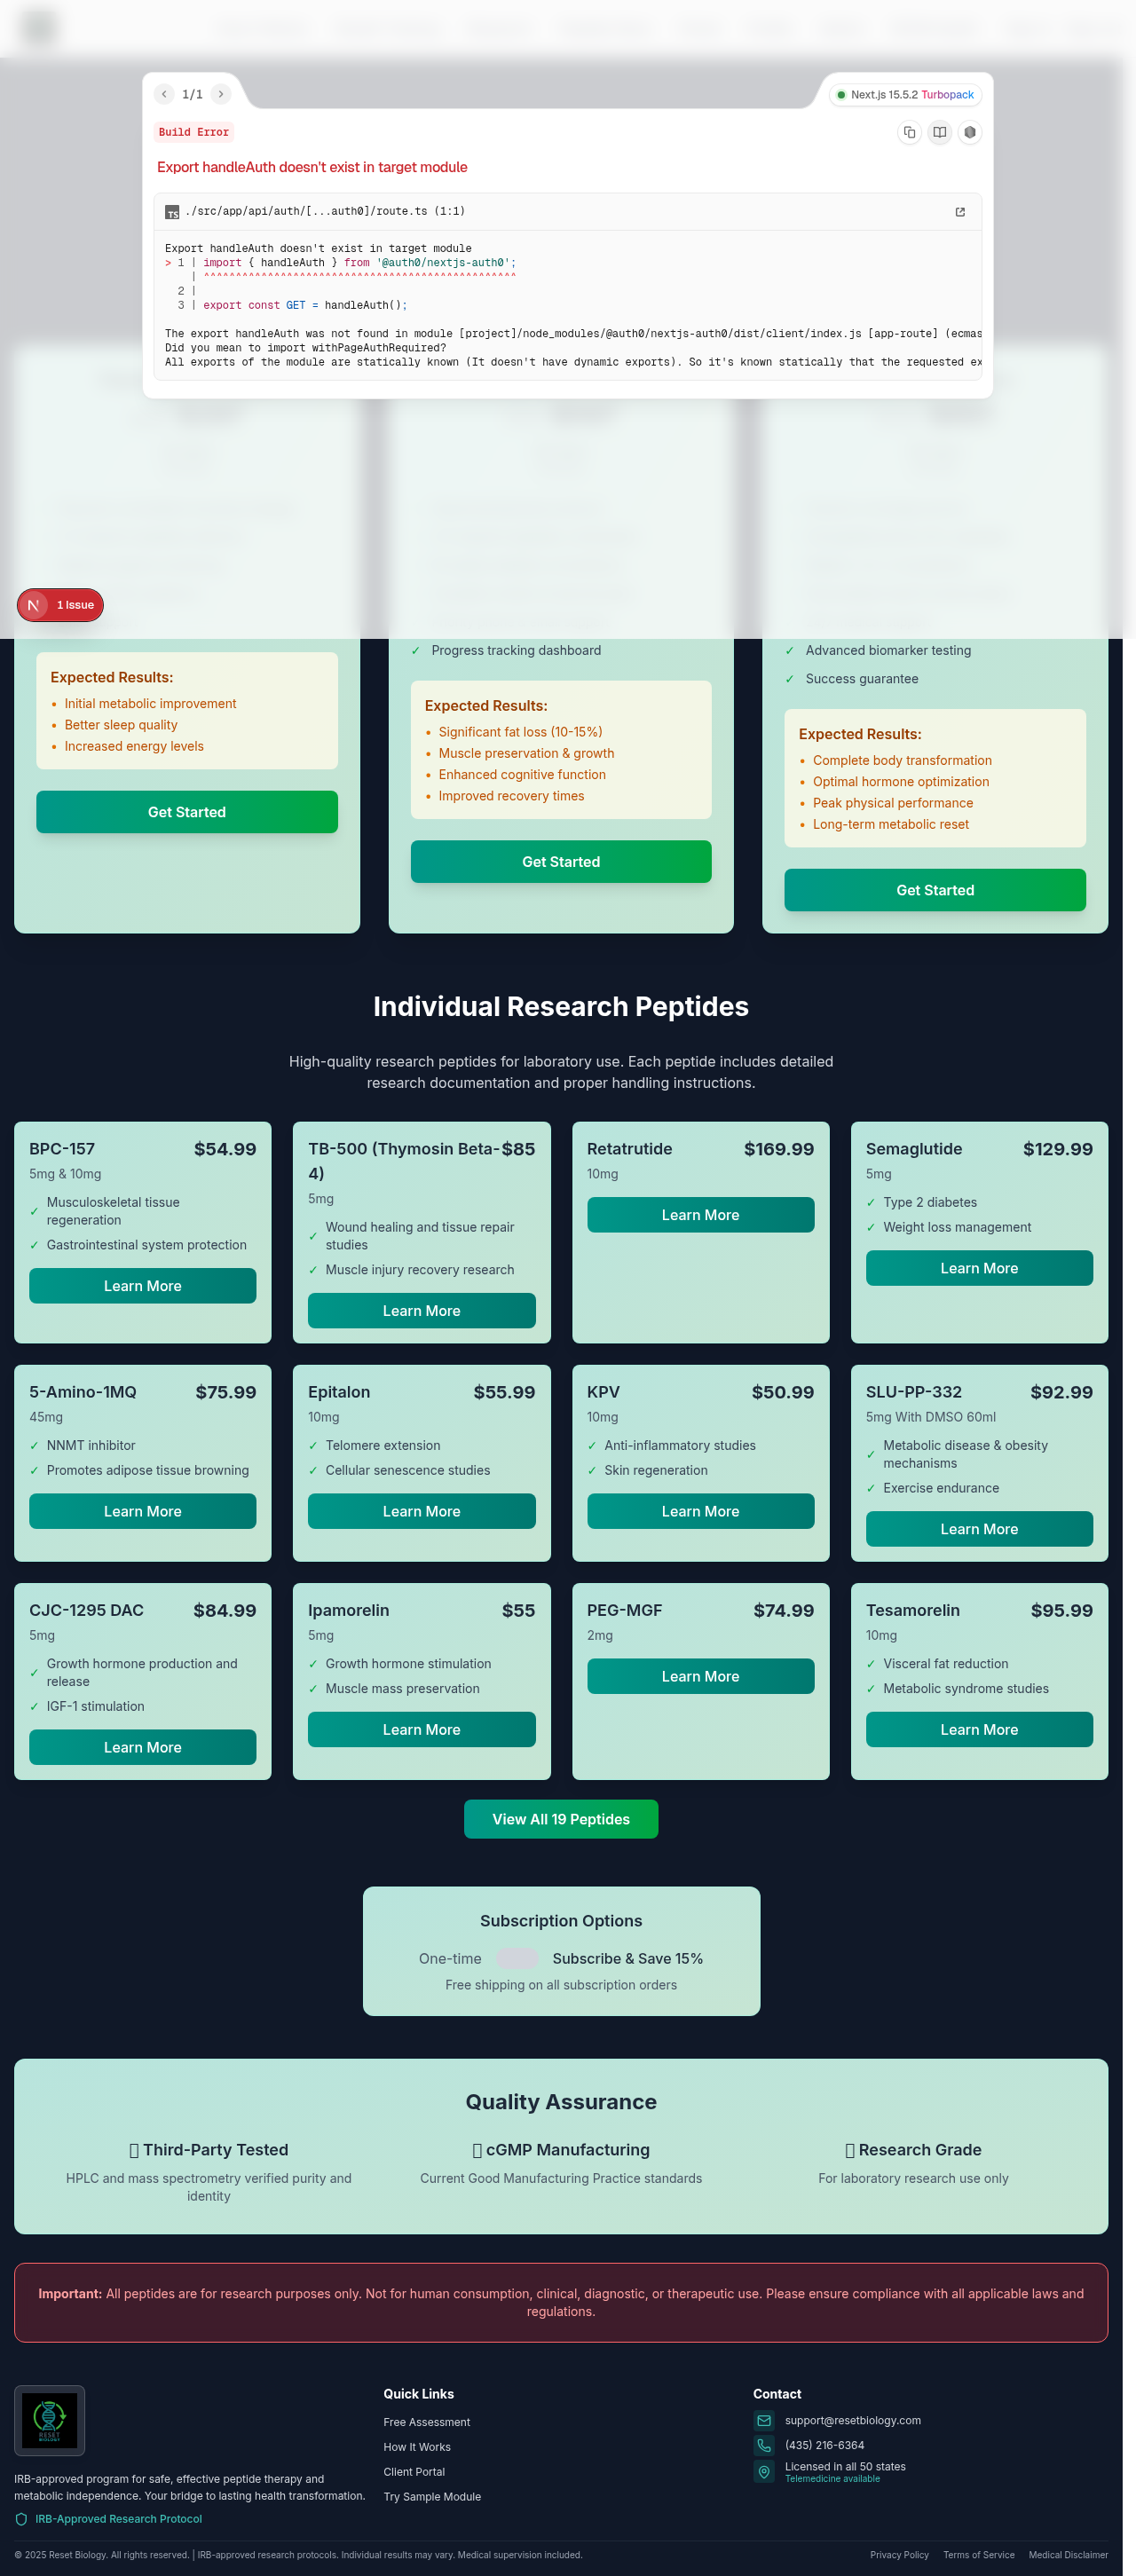 1/1
Next.js 15.5.2 Turbopack
Build Error
Export handleAuth doesn't exist in target module
TS ./src/app/api/auth/[...auth0]/route.ts (1:1)
Export handleAuth doesn't exist in target module
> 1 | import { handleAuth } from '@auth0/nextjs-auth0';
| ^^^^^^^^^^^^^^^^^^^^^^^^^^^^^^^^^^^^^^^^^^^^^^^^^
2 |
3 | export const GET = handleAuth();
The export handleAuth was not found in module [project]/node_modules/@auth0/nextjs-auth0/dist/client/index.js [app-route] (ecmas
Did you mean to import withPageAuthRequired?
All exports of the module are statically known (It doesn't have dynamic exports). So it's known statically that the requested ex
N 1 Issue
Expected Results:
• Initial metabolic improvement
• Better sleep quality
• Increased energy levels
Get Started
✓ Progress tracking dashboard
Expected Results:
• Significant fat loss (10-15%)
• Muscle preservation & growth
• Enhanced cognitive function
• Improved recovery times
Get Started
✓ Advanced biomarker testing
✓ Success guarantee
Expected Results:
• Complete body transformation
• Optimal hormone optimization
• Peak physical performance
• Long-term metabolic reset
Get Started
Individual Research Peptides
High-quality research peptides for laboratory use. Each peptide includes detailed
research documentation and proper handling instructions.
BPC-157 $54.99
5mg & 10mg
✓ Musculoskeletal tissue
regeneration
✓ Gastrointestinal system protection
Learn More
TB-500 (Thymosin Beta- $85
4)
5mg
✓ Wound healing and tissue repair
studies
✓ Muscle injury recovery research
Learn More
Retatrutide $169.99
10mg
Learn More
Semaglutide $129.99
5mg
✓ Type 2 diabetes
✓ Weight loss management
Learn More
5-Amino-1MQ $75.99
45mg
✓ NNMT inhibitor
✓ Promotes adipose tissue browning
Learn More
Epitalon $55.99
10mg
✓ Telomere extension
✓ Cellular senescence studies
Learn More
KPV $50.99
10mg
✓ Anti-inflammatory studies
✓ Skin regeneration
Learn More
SLU-PP-332 $92.99
5mg With DMSO 60ml
✓ Metabolic disease & obesity
mechanisms
✓ Exercise endurance
Learn More
CJC-1295 DAC $84.99
5mg
✓ Growth hormone production and
release
✓ IGF-1 stimulation
Learn More
Ipamorelin $55
5mg
✓ Growth hormone stimulation
✓ Muscle mass preservation
Learn More
PEG-MGF $74.99
2mg
Learn More
Tesamorelin $95.99
10mg
✓ Visceral fat reduction
✓ Metabolic syndrome studies
Learn More
View All 19 Peptides
Subscription Options
One-time Subscribe & Save 15%
Free shipping on all subscription orders
Quality Assurance
Third-Party Tested
HPLC and mass spectrometry verified purity and
identity
cGMP Manufacturing
Current Good Manufacturing Practice standards
Research Grade
For laboratory research use only
Important: All peptides are for research purposes only. Not for human consumption, clinical, diagnostic, or therapeutic use. Please ensure compliance with all applicable laws and
regulations.
RESET
BIOLOGY
IRB-approved program for safe, effective peptide therapy and
metabolic independence. Your bridge to lasting health transformation.
IRB-Approved Research Protocol
Quick Links
Free Assessment
How It Works
Client Portal
Try Sample Module
Contact
support@resetbiology.com
(435) 216-6364
Licensed in all 50 states
Telemedicine available
© 2025 Reset Biology. All rights reserved. | IRB-approved research protocols. Individual results may vary. Medical supervision included.
Privacy Policy Terms of Service Medical Disclaimer